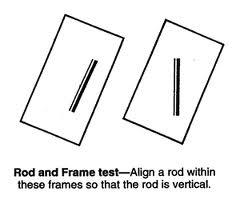 Rod and Frame test—Align a rod within
these frames so that the rod is vertical.